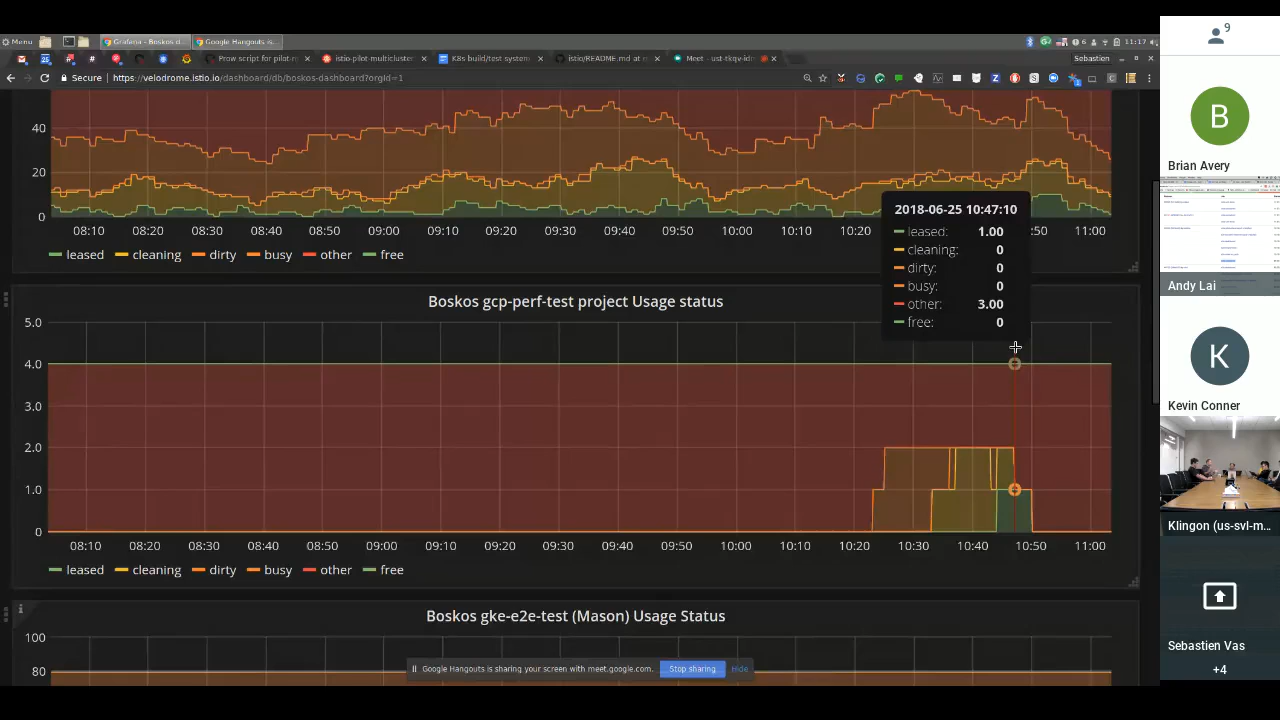 Menu
Grafana - Boskos d...
Google Hangouts is...
6
11:17
Prow script for pilot-r
istio-pilot-multicluster
K8s build/test system
istio/README.md at m
Meet - ust-tkqv-idn
Sebastien
Secure
https://velodrome.istio.io/dashboard/db/boskos-dashboard?orgId=1
40
20
0
08:10 08:20 08:30 08:40 08:50 09:00 09:10 09:20 09:30 09:40 09:50 10:00 10:10 10:20 :50 11:00
leased cleaning dirty busy other free
2018-06-21 10:47:10
leased: 1.00
cleaning: 0
dirty: 0
busy: 0
other: 3.00
free: 0
Boskos gcp-perf-test project Usage status
5.0
4.0
3.0
2.0
1.0
0
08:10 08:20 08:30 08:40 08:50 09:00 09:10 09:20 09:30 09:40 09:50 10:00 10:10 10:20 10:30 10:40 10:50 11:00
leased cleaning dirty busy other free
Boskos gke-e2e-test (Mason) Usage Status
100
80
Google Hangouts is sharing your screen with meet.google.com.
Stop sharing
Hide
9
B
Brian Avery
Andy Lai
K
Kevin Conner
Klingon (us-svl-m...
Sebastien Vas
+4